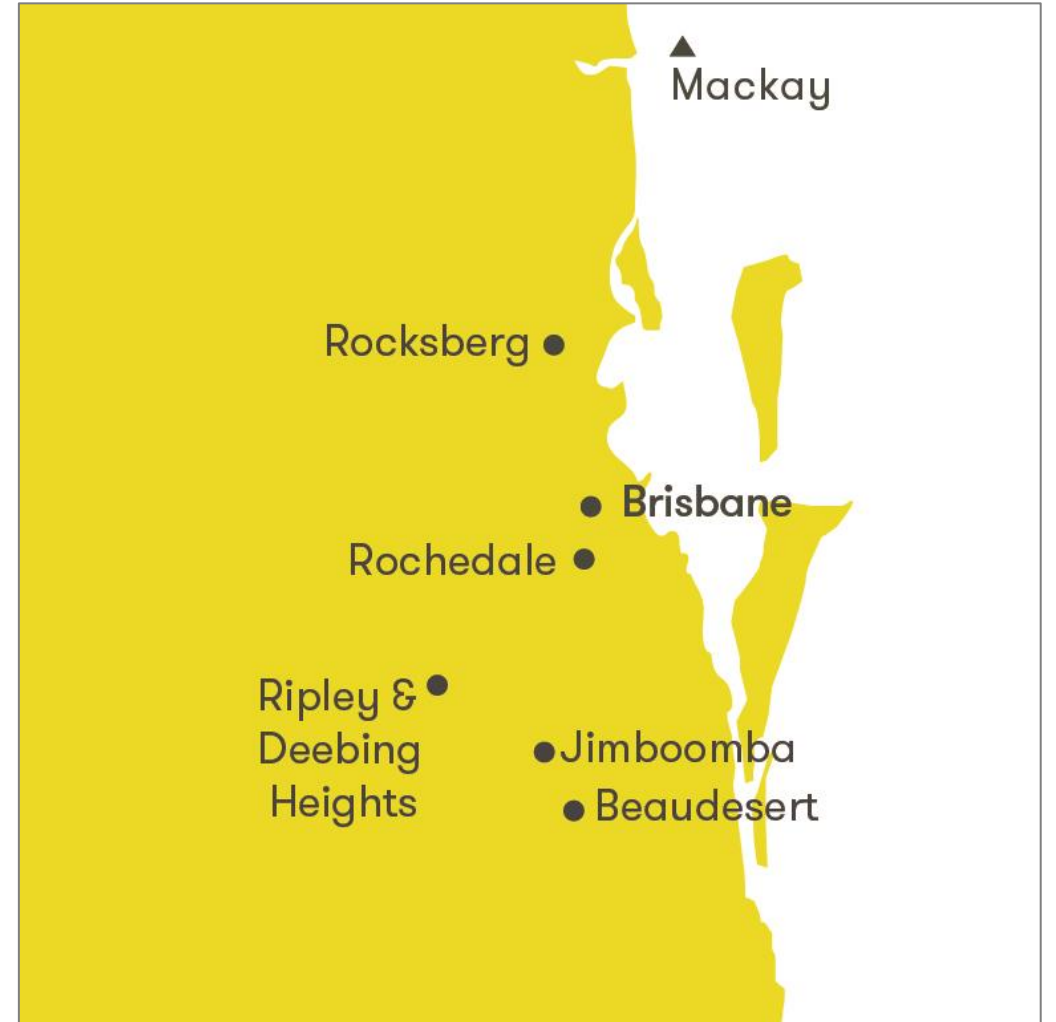 Mackay
Rocksberg
Brisbane
Rochedale
Ripley &
Deebing
Heights
Jimboomba
Beaudesert